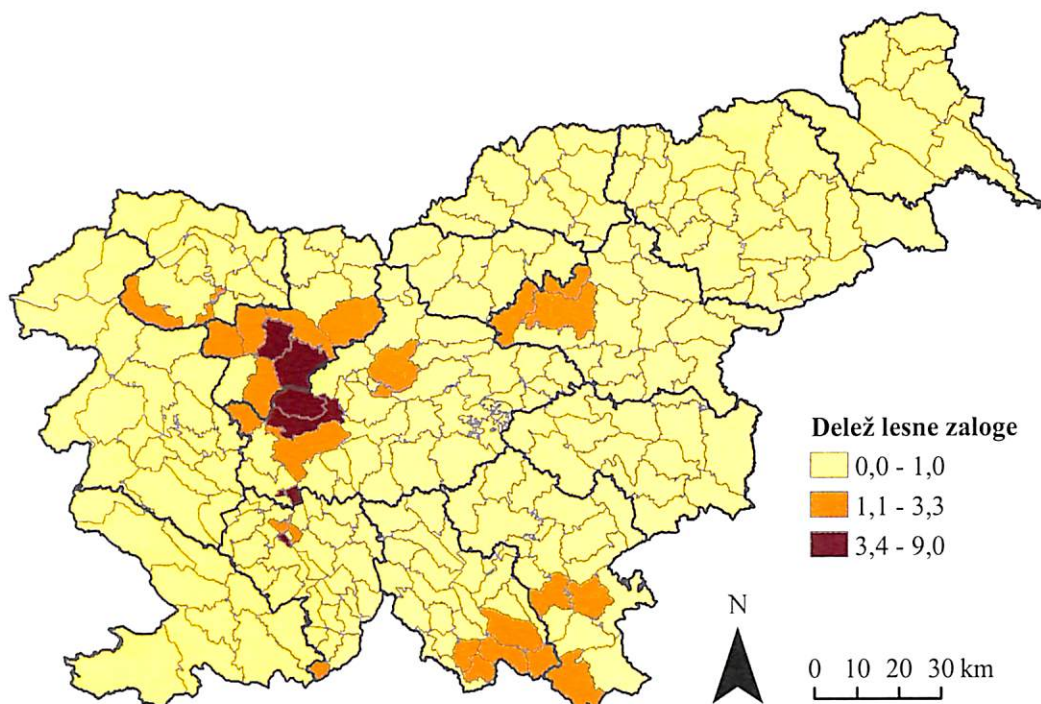 Delež lesne zaloge
0,0 - 1,0
1,1 - 3,3
3,4 - 9,0
N
0 10 20 30 km